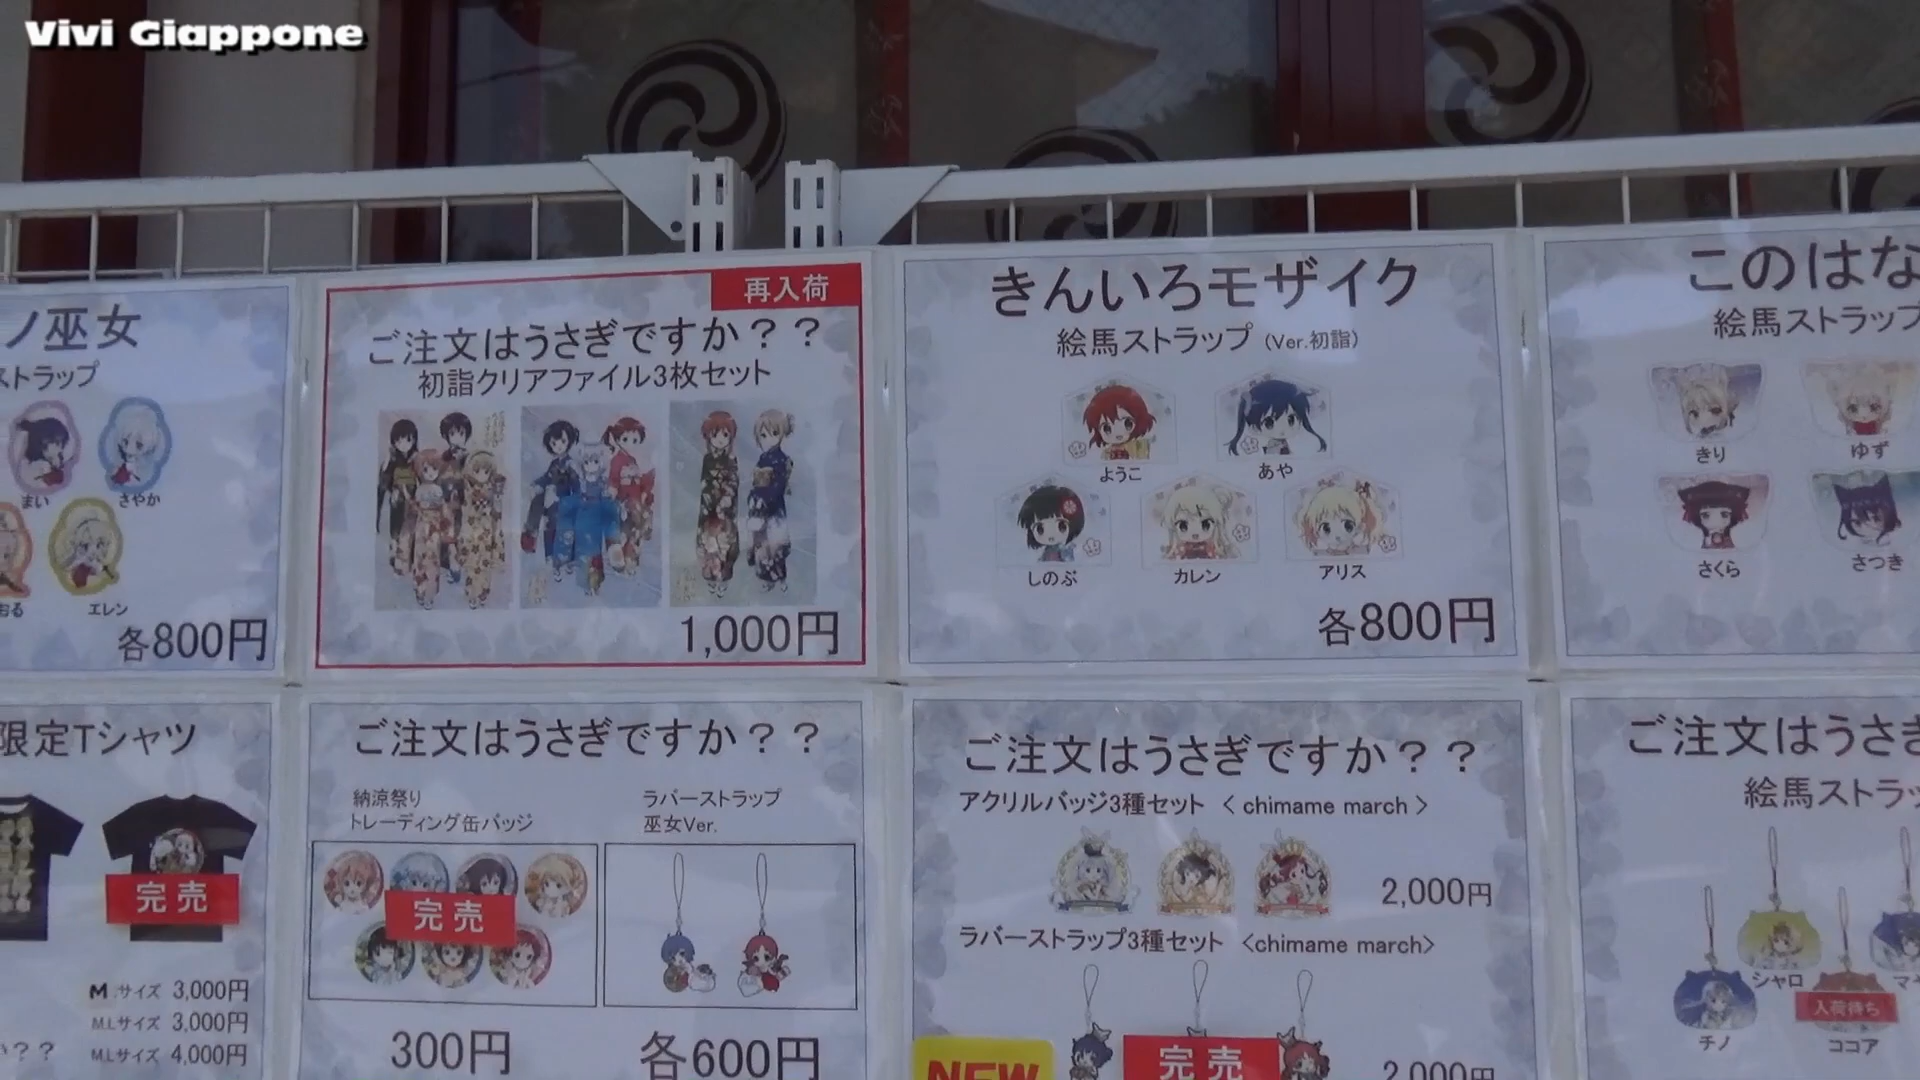 Vivi Giappone
ノ巫女
ストラップ
まい
さやか
エレン
各800円
再入荷
ご注文はうさぎですか？？
初詣クリアファイル3枚セット
1,000円
きんいろモザイク
絵馬ストラップ (Ver.初詣)
ようこ
あや
しのぶ
カレン
アリス
各800円
このはな
絵馬ストラップ
きり
ゆず
さくら
さつき
限定Tシャツ
完売
M サイズ 3,000円
M.Lサイズ 3,000円
M.Lサイズ 4,000円
？？
ご注文はうさぎですか？？
納涼祭り
トレーディング缶バッジ
完売
300円
ラバーストラップ
巫女Ver.
各600円
ご注文はうさぎですか？？
アクリルバッジ3種セット ＜ chimame march ＞
2,000円
ラバーストラップ3種セット ＜chimame march＞
NEW
完売
2,000円
ご注文はうさぎ
絵馬ストラッ
シャロ
マヤ
チノ
入荷待ち
ココア